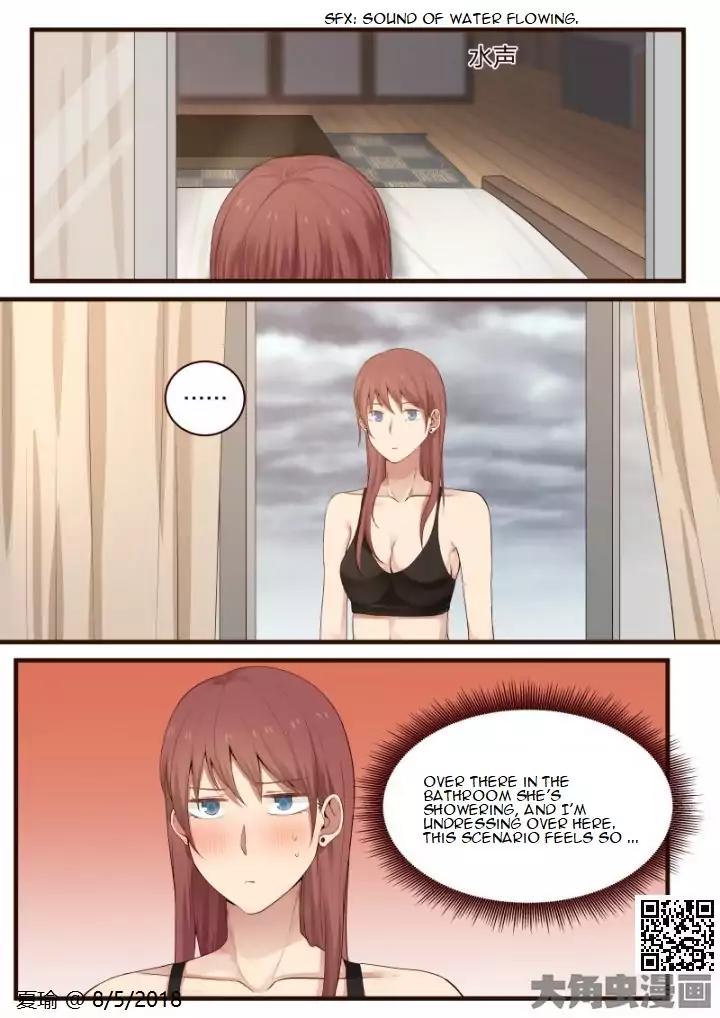 SFX: SOUND OF WATER FLOWING.
水声
......
OVER THERE IN THE
BATHROOM SHE'S
SHOWERING, AND I'M
UNDRESSING OVER HERE.
THIS SCENARIO FEELS SO ...
夏瑜 @ 8/5/2018
大角虫漫画